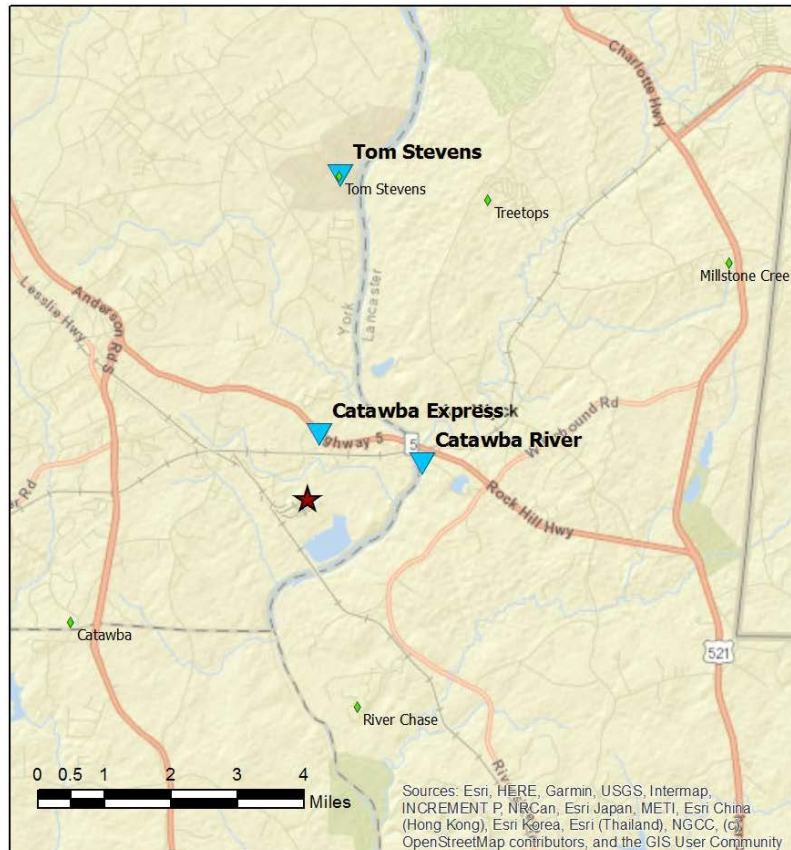 Charlotte Hwy
Tom Stevens
Tom Stevens
Treetops
Millstone Cree
Lesslie Hwy
Anderson Rd S
York
Lancaster
Catawba Express
Highway 5
5
Catawba River
Rock Hill Hwy
521
Catawba
River Chase
0 0.5 1 2 3 4
Miles
Sources: Esri, HERE, Garmin, USGS, Intermap,
INCREMENT P, NRCan, Esri Japan, METI, Esri China
(Hong Kong), Esri Korea, Esri (Thailand), NGCC, (c)
OpenStreetMap contributors, and the GIS User Community